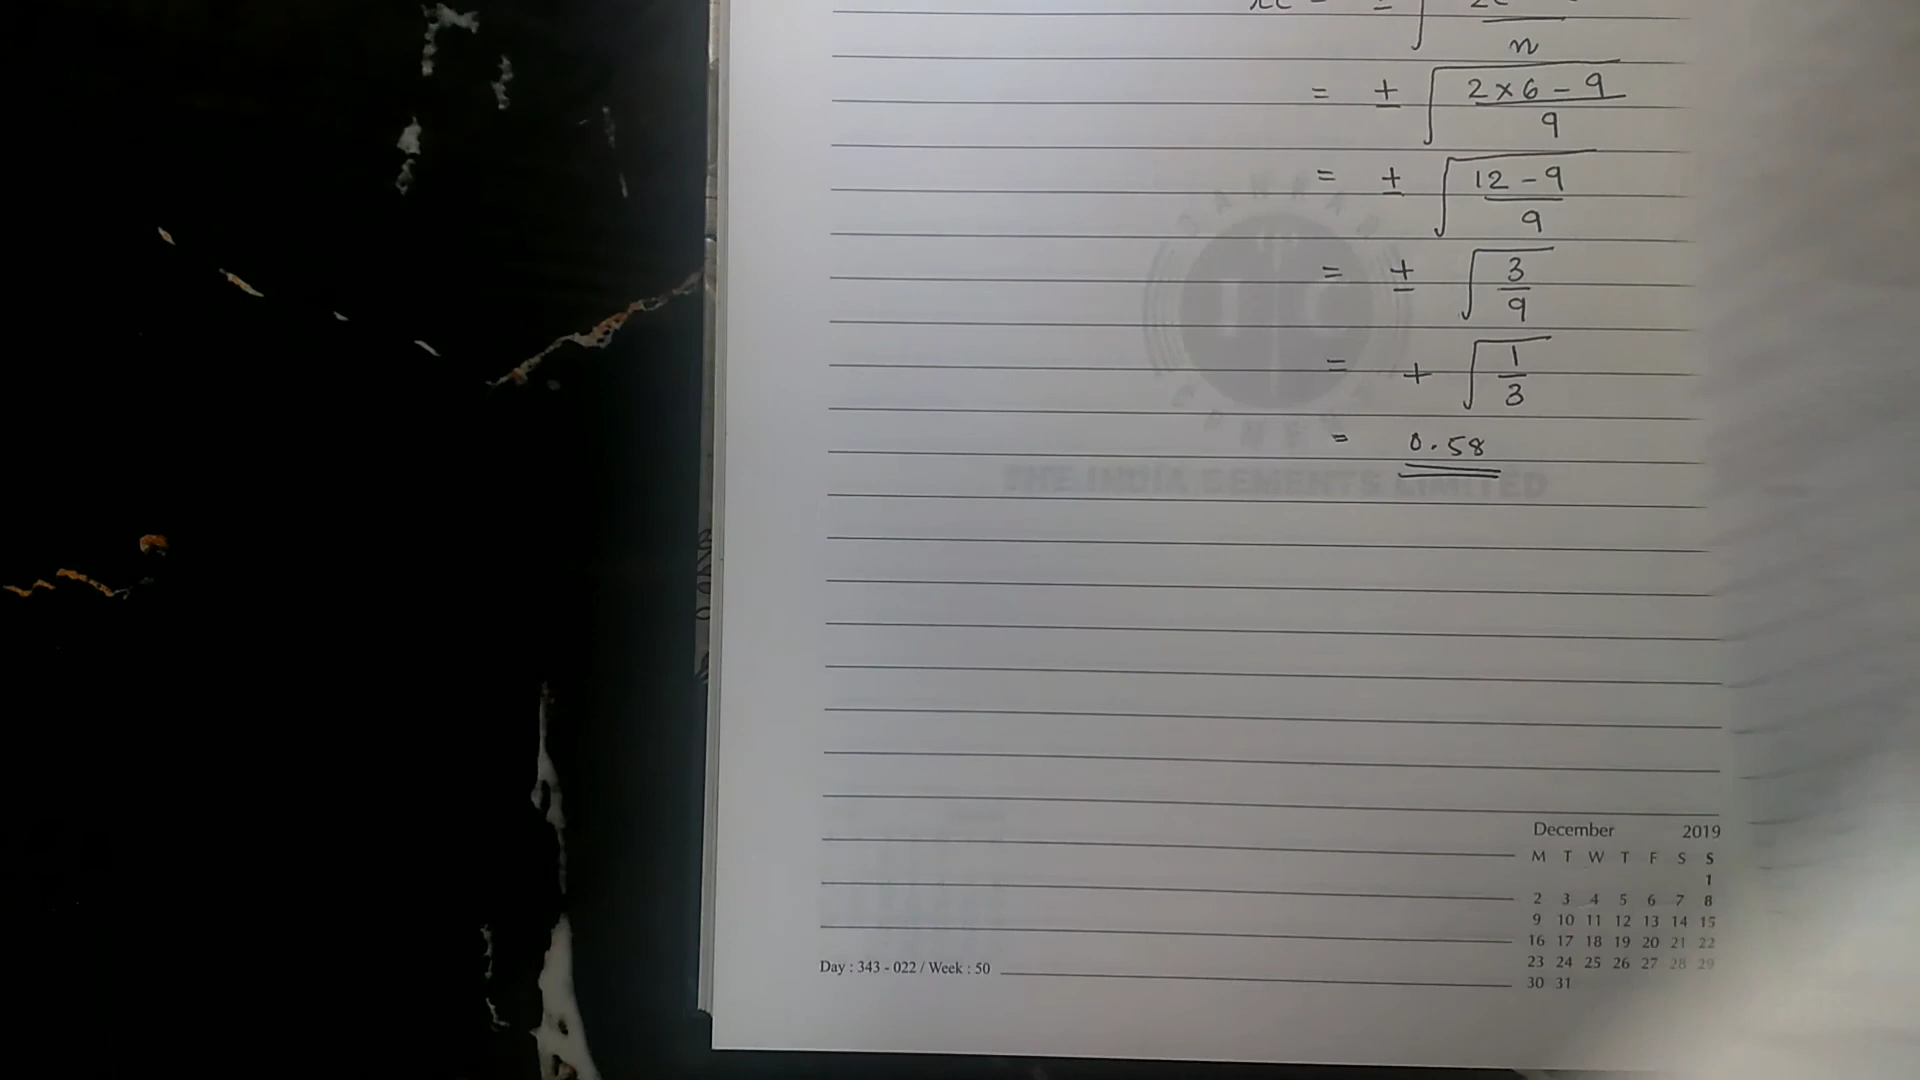 n
= ± √ 2 × 6 − 9
9
= ± √ 12 − 9
9
= ± √ 3
9
= + √ 1
3
= 0.58
THE INDIA CEMENTS LIMITED
December 2019
M T W T F S S
1
2 3 4 5 6 7 8
9 10 11 12 13 14 15
16 17 18 19 20 21 22
23 24 25 26 27 28 29
30 31
Day : 343 - 022 / Week : 50